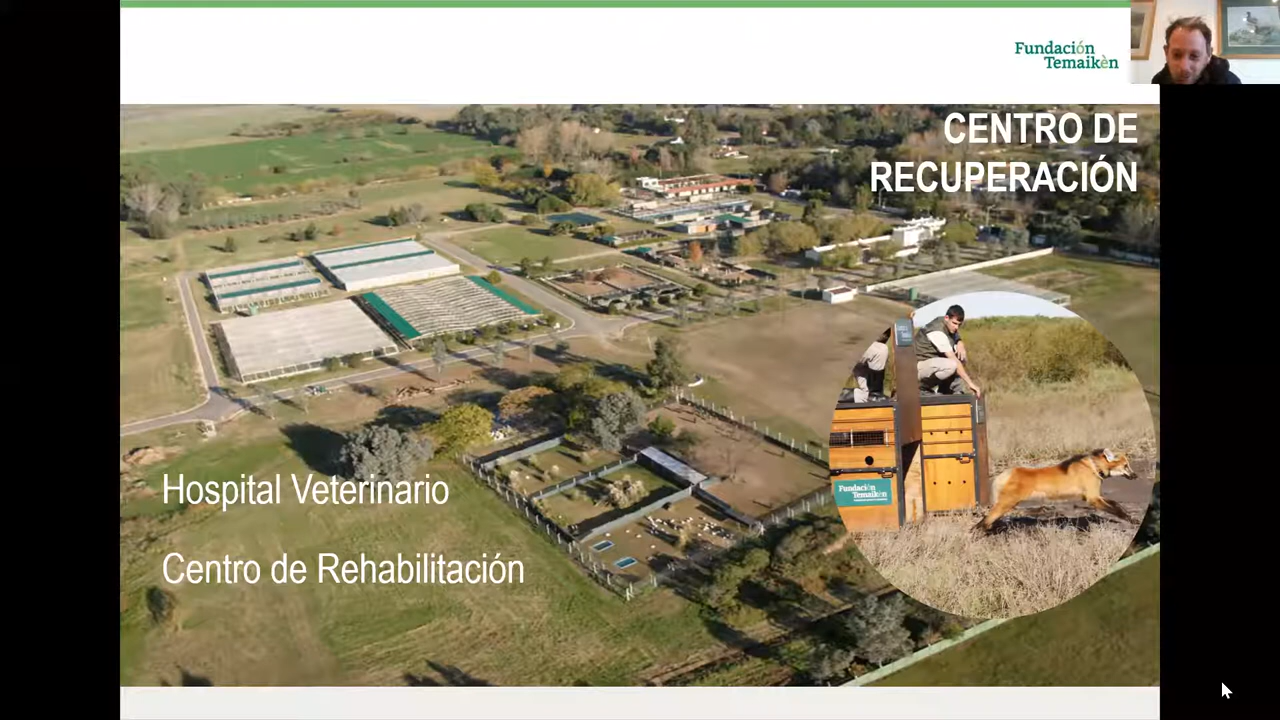 Fundación
Temaikèn
CENTRO DE
RECUPERACIÓN
Hospital Veterinario
Centro de Rehabilitación
Fundación
Temaikèn